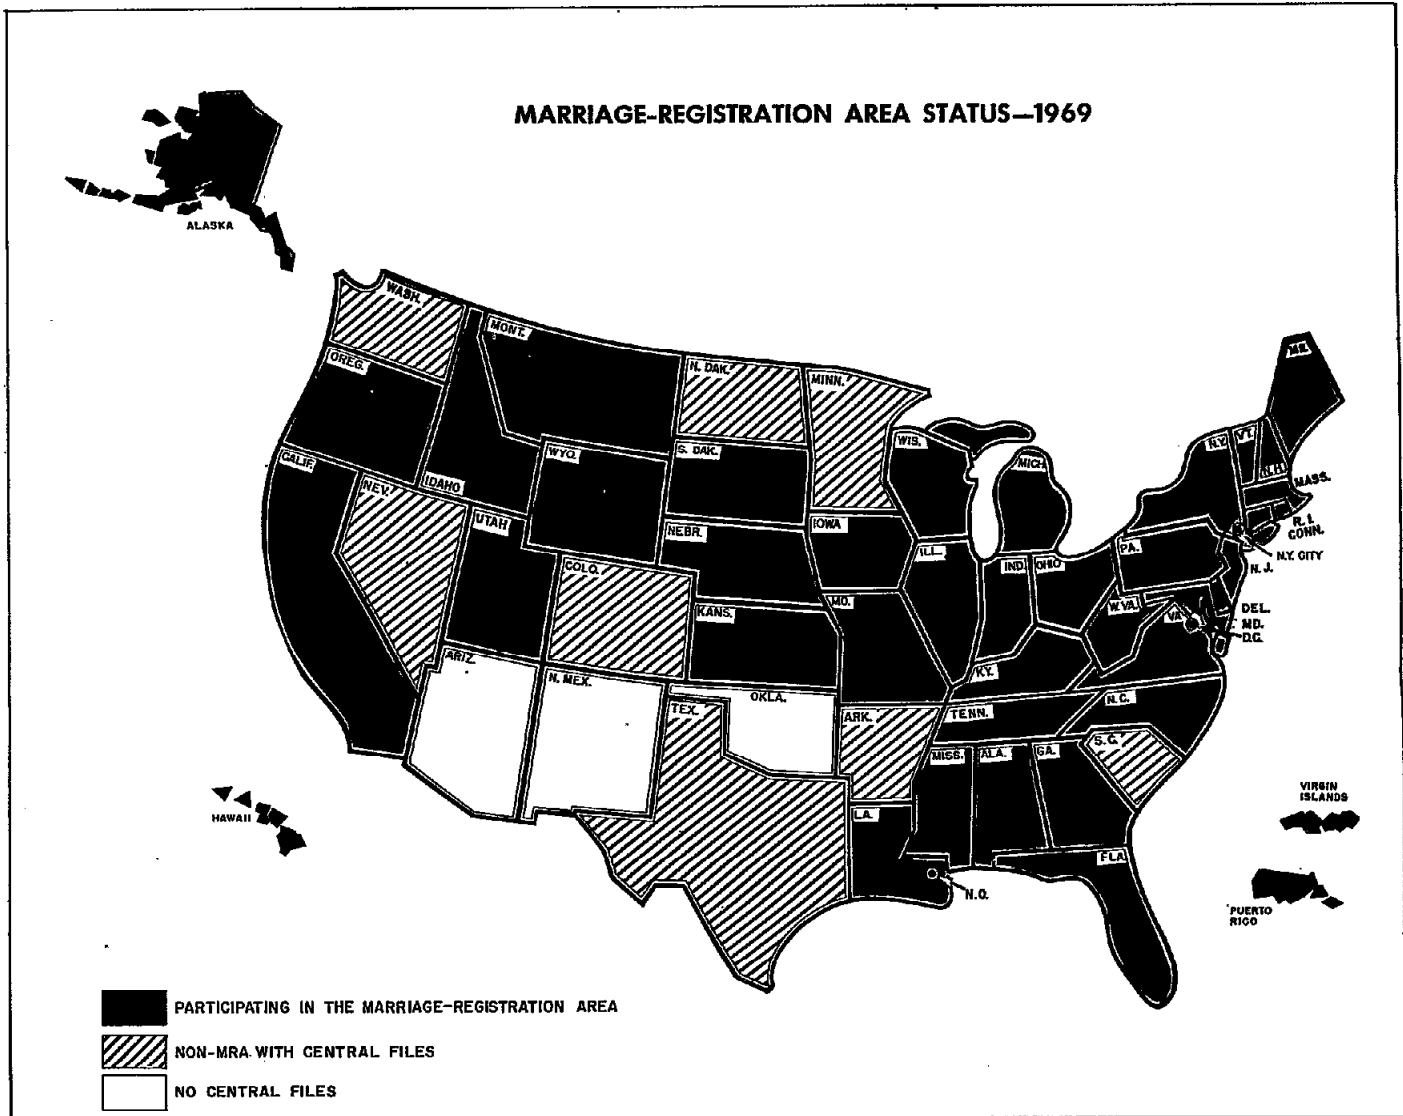 MARRIAGE-REGISTRATION AREA STATUS—1969
ALASKA
WASH.
MONT.
OREG.
N. DAK.
MINN.
ME.
WIS.
N.Y.
VT.
CALIF.
WYO.
S. DAK.
MICH
N.H.
MASS.
NEV.
IDAHO
UTAH
NEBR.
IOWA
R. I.
CONN.
ILL.
PA.
N.Y. CITY
COLO.
IND.
OHIO
N. J.
KANS.
MO.
W.VA.
VA.
DEL.
MD.
D.C.
ARIZ.
N. MEX.
OKLA.
KY.
TEX.
ARK.
TENN.
N.C.
MISS.
ALA.
GA.
S.C.
HAWAII
LA.
VIRGIN
ISLANDS
FLA
N.O.
PUERTO
RICO
PARTICIPATING IN THE MARRIAGE-REGISTRATION AREA
NON-MRA WITH CENTRAL FILES
NO CENTRAL FILES